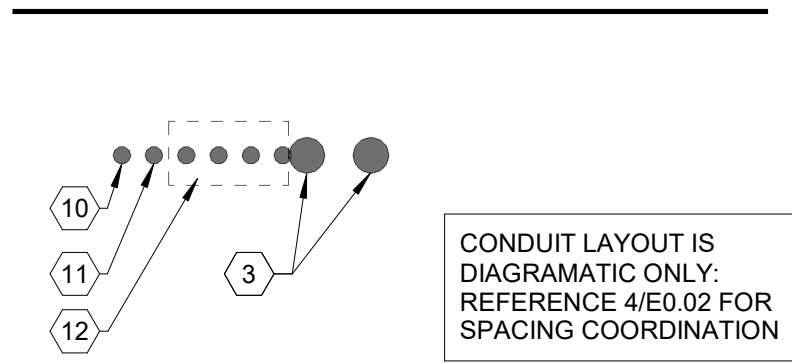 10
11
12
3
CONDUIT LAYOUT IS
DIAGRAMATIC ONLY:
REFERENCE 4/E0.02 FOR
SPACING COORDINATION